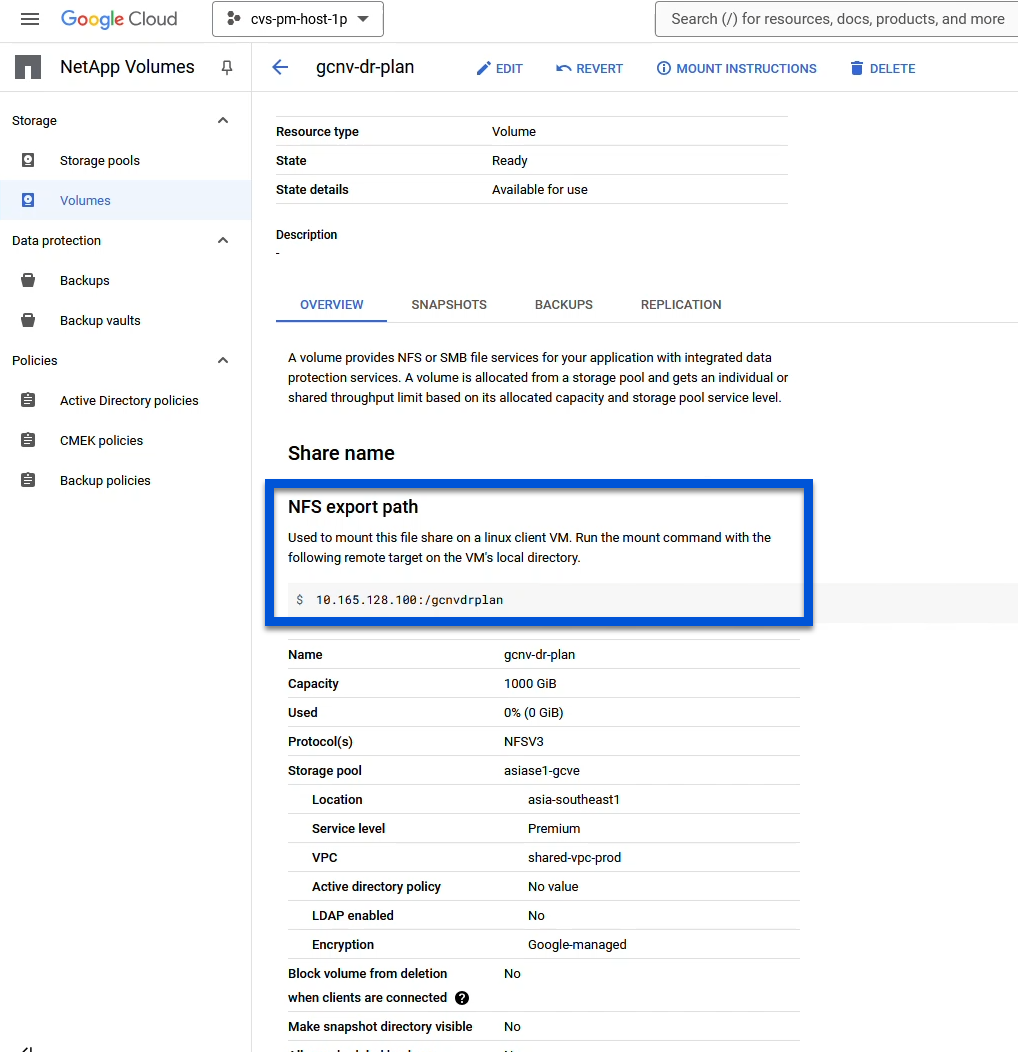 Google Cloud
cvs-pm-host-1p
Search (/) for resources, docs, products, and more
NetApp Volumes
gcnv-dr-plan
EDIT
REVERT
MOUNT INSTRUCTIONS
DELETE
Storage
Storage pools
Volumes
Data protection
Backups
Backup vaults
Policies
Active Directory policies
CMEK policies
Backup policies
Resource type Volume
State Ready
State details Available for use
Description
-
OVERVIEW SNAPSHOTS BACKUPS REPLICATION
A volume provides NFS or SMB file services for your application with integrated data
protection services. A volume is allocated from a storage pool and gets an individual or
shared throughput limit based on its allocated capacity and storage pool service level.
Share name
NFS export path
Used to mount this file share on a linux client VM. Run the mount command with the
following remote target on the VM's local directory.
$ 10.165.128.100:/gcnvdrplan
Name gcnv-dr-plan
Capacity 1000 GiB
Used 0% (0 GiB)
Protocol(s) NFSV3
Storage pool asiase1-gcve
Location asia-southeast1
Service level Premium
VPC shared-vpc-prod
Active directory policy No value
LDAP enabled No
Encryption Google-managed
Block volume from deletion No
when clients are connected ?
Make snapshot directory visible No